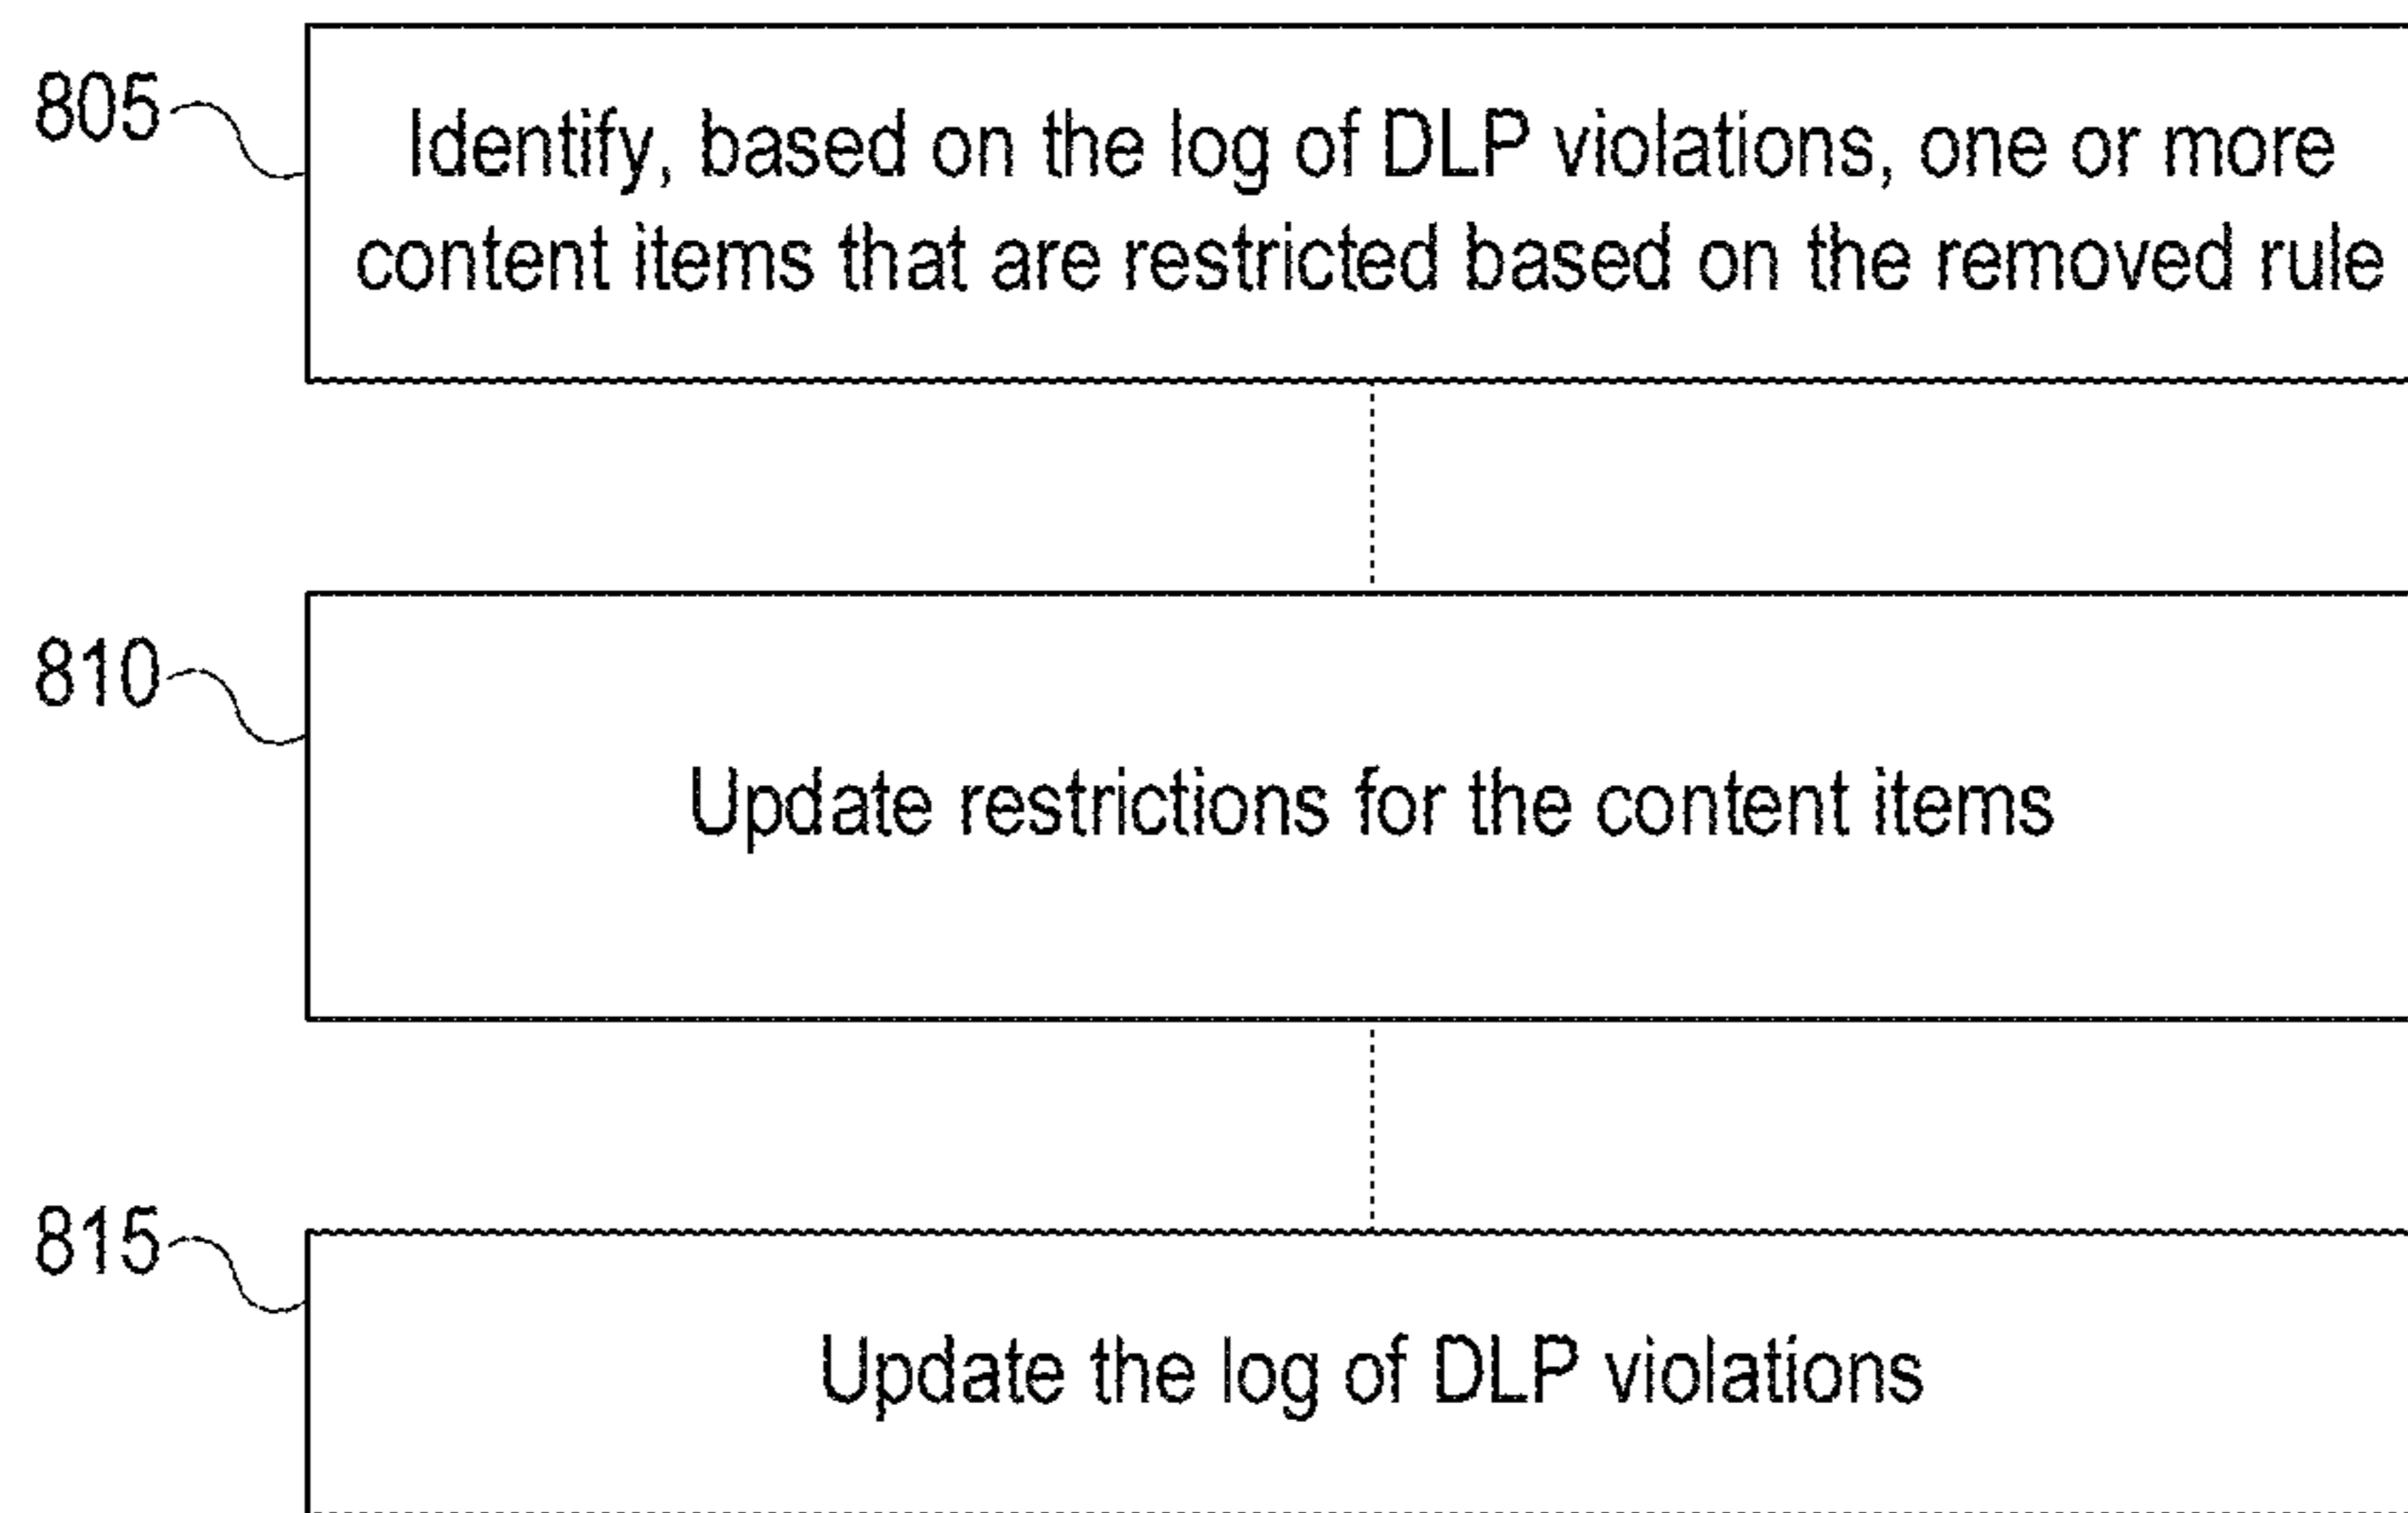 805
Identify, based on the log of DLP violations, one or more
content items that are restricted based on the removed rule
810
Update restrictions for the content items
815
Update the log of DLP violations